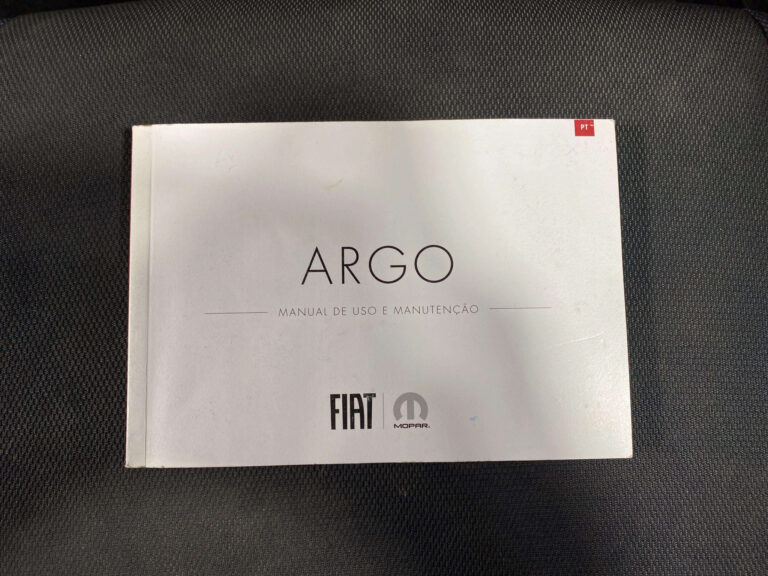 PT
ARGO
MANUAL DE USO E MANUTENÇÃO
FIAT
MOPAR.